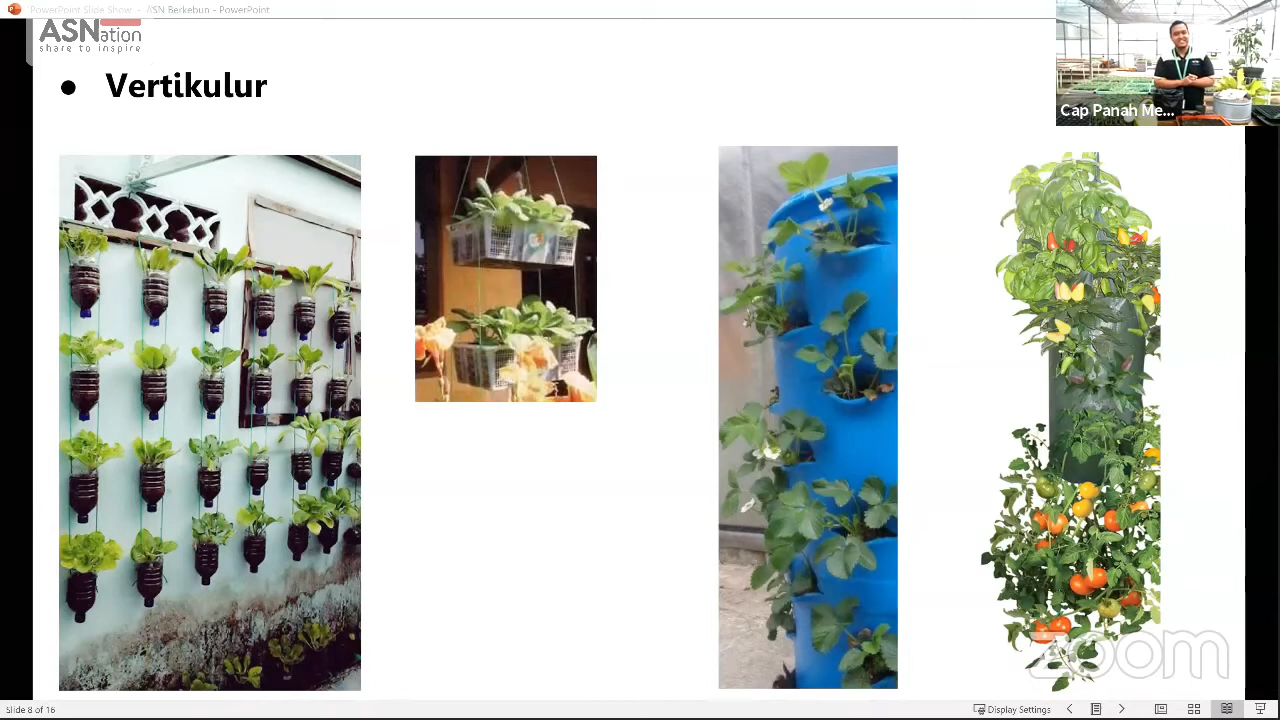 PowerPoint Slide Show - ASN Berkebun - PowerPoint
ASNation
share to inspire
● Vertikulur
Cap Panah Me...
zoom
Slide 8 of 16
Display Settings